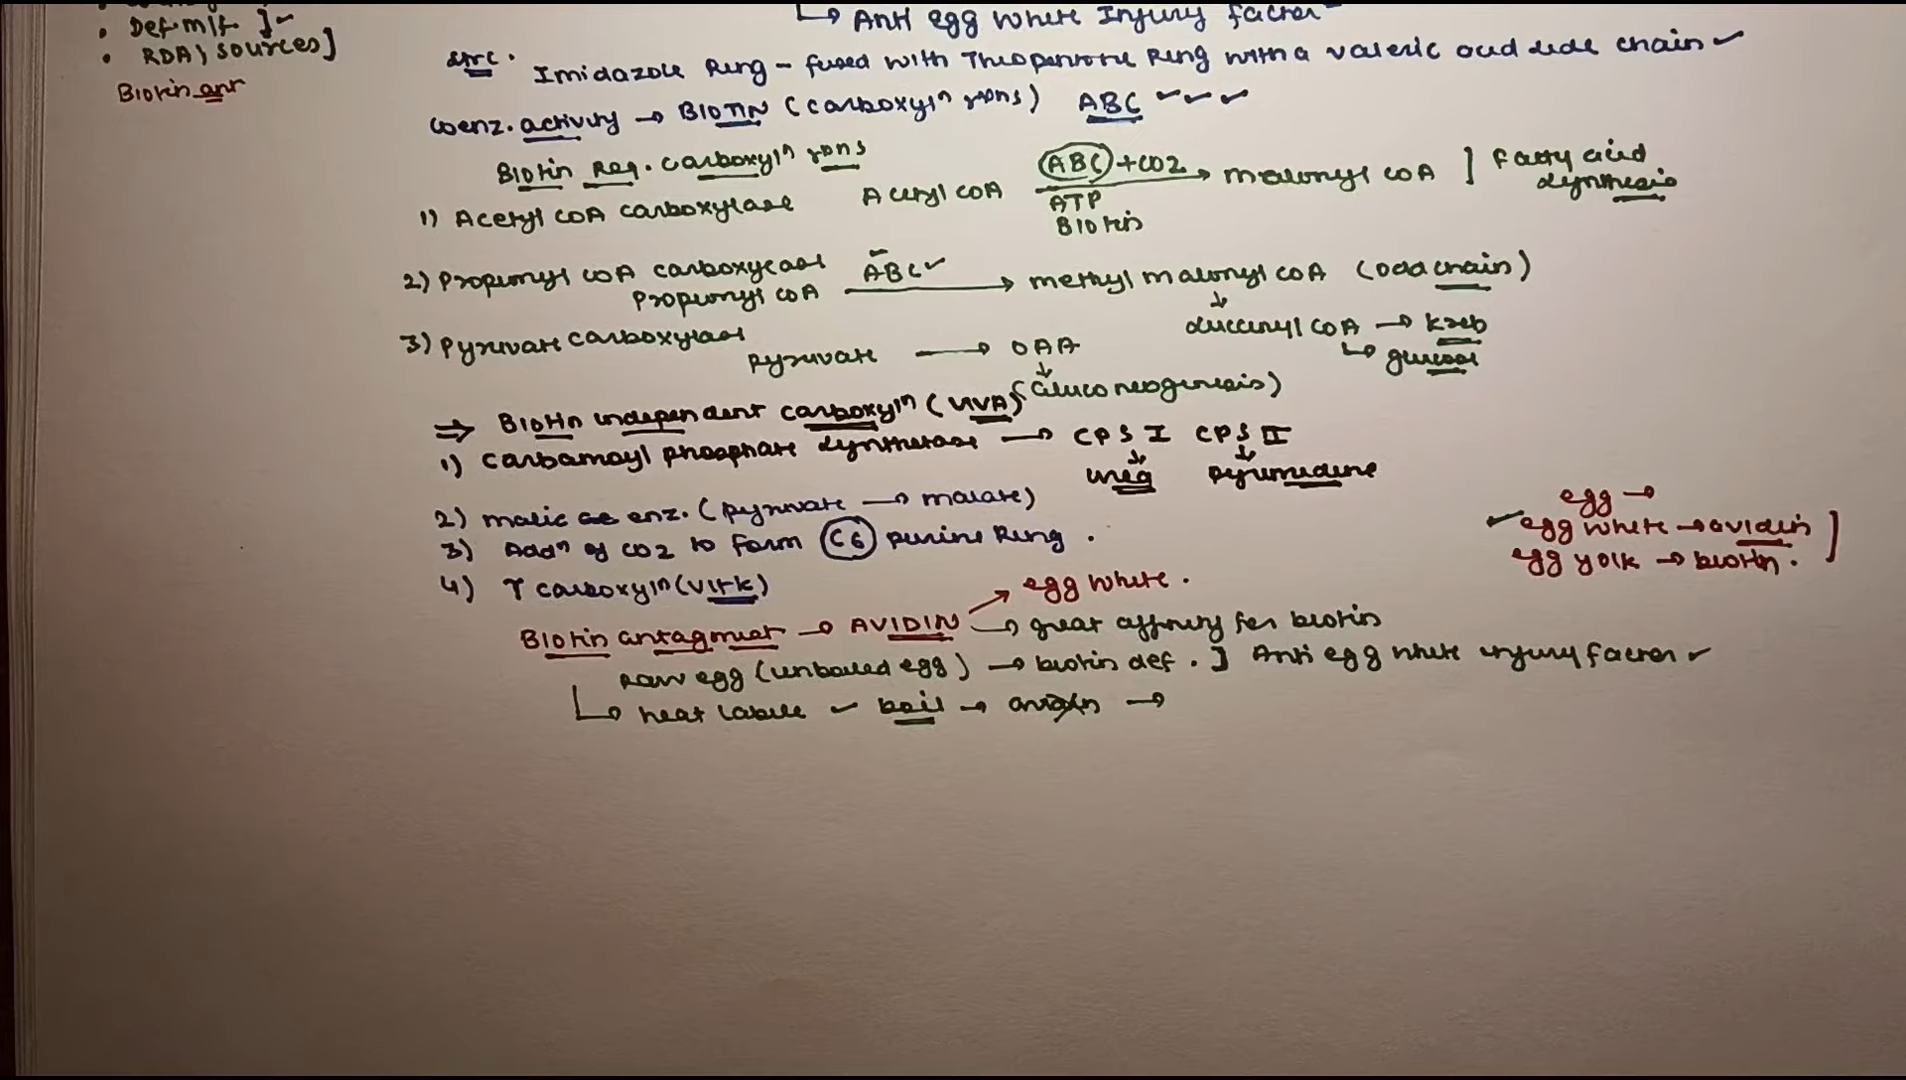 • Def. mlf ]✓
• RDA, sources]
Biotin ant
↳ Anti egg white Injury factor
Struc. Imidazole Ring - fused with Thiopentone Ring with a valeric acid side chain ✓
Coenz. activity → BIOTIN (carboxylⁿ rxns) ABC ✓✓✓
Biotin Req. carboxylⁿ rxns
1) Acetyl CoA carboxylase Acetyl COA ABC + CO2 → malonyl CoA ] fatty acid synthesis
ATP
Biotin
2) Propionyl COA carboxylase
Propionyl COA ABC ✓ → methyl malonyl COA (odd chain)
↓
succinyl COA → kreb
↳ glucose
3) Pyruvate carboxylase
pyruvate → OAA
↓
(Gluconeogenesis)
⇒ Biotin independent carboxylⁿ (VIVA)
1) carbamoyl phosphate synthetase → CPS I CPS II
↓ ↓
urea pyrimidine
2) malic enz. (pyruvate → malate)
3) Addⁿ of CO2 to form C6 purine Ring .
4) γ carboxylⁿ (vit k)
egg →
✓ egg white → avidin ]
egg yolk → biotin .
Biotin antagonist → AVIDIN → egg white .
→ great affinity for biotin
Raw egg (unboiled egg) → biotin def . ] Anti egg white injury factor ✓
↳ heat labile ✓ boil → avidin →